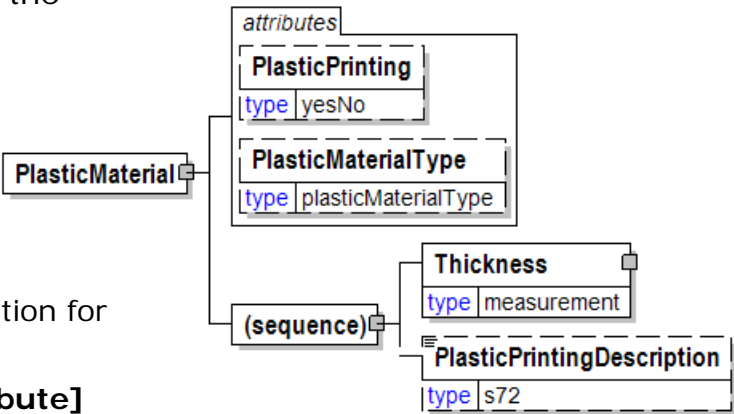 the
attributes
PlasticPrinting
type yesNo
PlasticMaterialType
type plasticMaterialType
PlasticMaterial
Thickness
type measurement
tion for
(sequence)
PlasticPrintingDescription
type s72
bute]